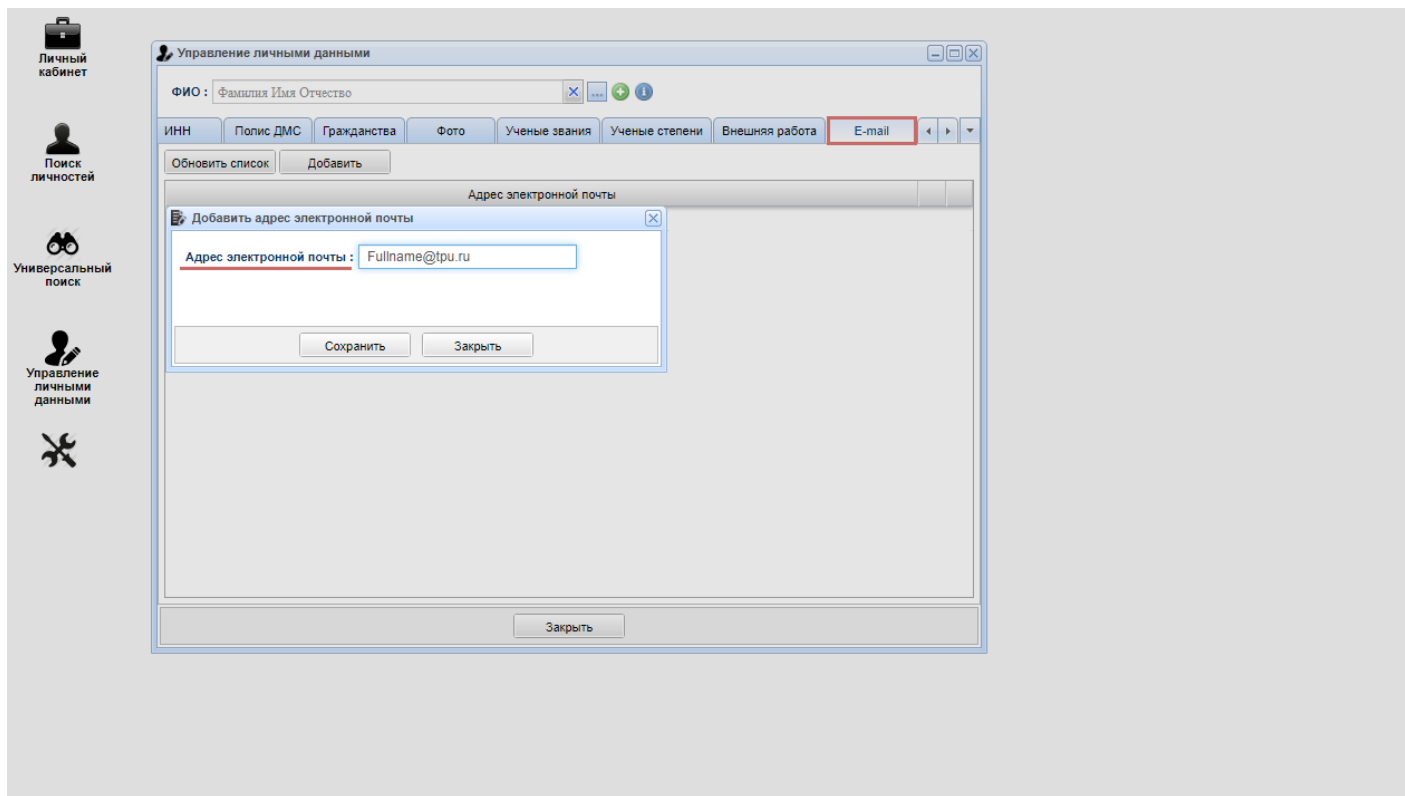 Личный
кабинет
Поиск
личностей
Универсальный
поиск
Управление
личными
данными
Управление личными данными
ФИО : Фамилия Имя Отчество ...
ИНН Полис ДМС Гражданства Фото Ученые звания Ученые степени Внешняя работа E-mail
Обновить список Добавить
Адрес электронной почты
Добавить адрес электронной почты
Адрес электронной почты : Fullname@tpu.ru
Сохранить Закрыть
Закрыть